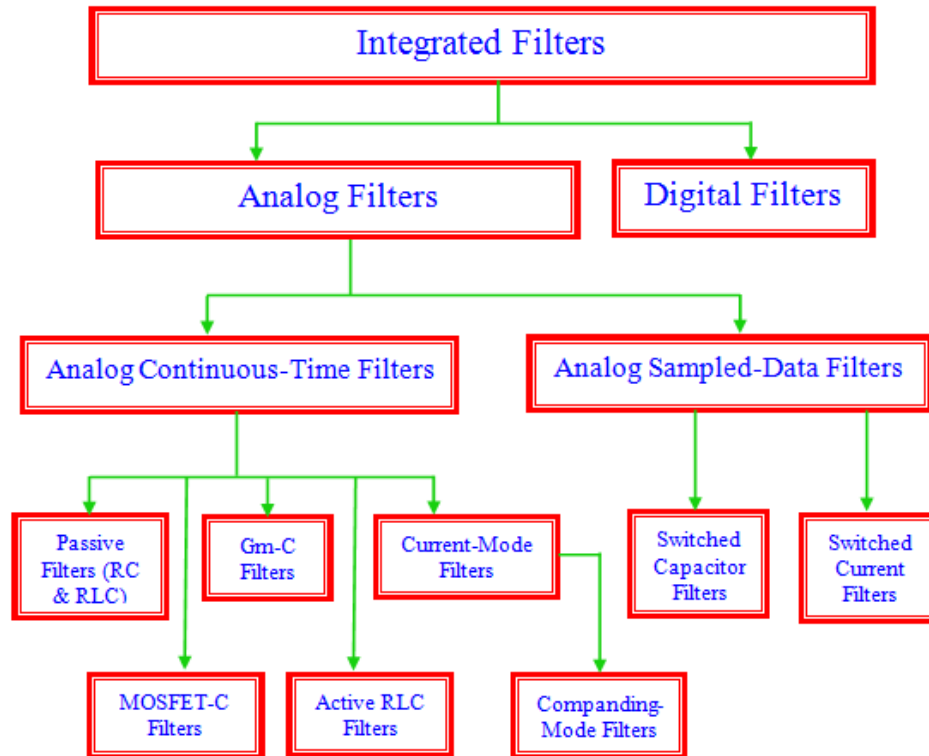 Integrated Filters
Analog Filters
Digital Filters
Analog Continuous-Time Filters
Analog Sampled-Data Filters
Passive
Filters (RC
& RLC)
Gm-C
Filters
Current-Mode
Filters
Switched
Capacitor
Filters
Switched
Current
Filters
MOSFET-C
Filters
Active RLC
Filters
Companding-
Mode Filters